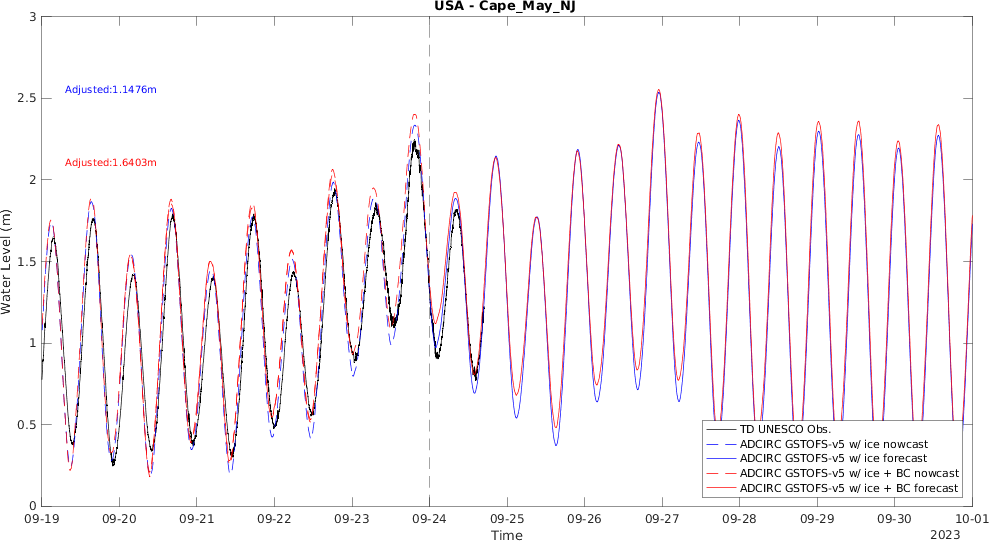 USA - Cape_May_NJ
3
2.5
2
1.5
1
0.5
0
Water Level (m)
Adjusted:1.1476m
Adjusted:1.6403m
TD UNESCO Obs.
ADCIRC GSTOFS-v5 w/ ice nowcast
ADCIRC GSTOFS-v5 w/ ice forecast
ADCIRC GSTOFS-v5 w/ ice + BC nowcast
ADCIRC GSTOFS-v5 w/ ice + BC forecast
09-19 09-20 09-21 09-22 09-23 09-24 09-25 09-26 09-27 09-28 09-29 09-30 10-01
Time
2023